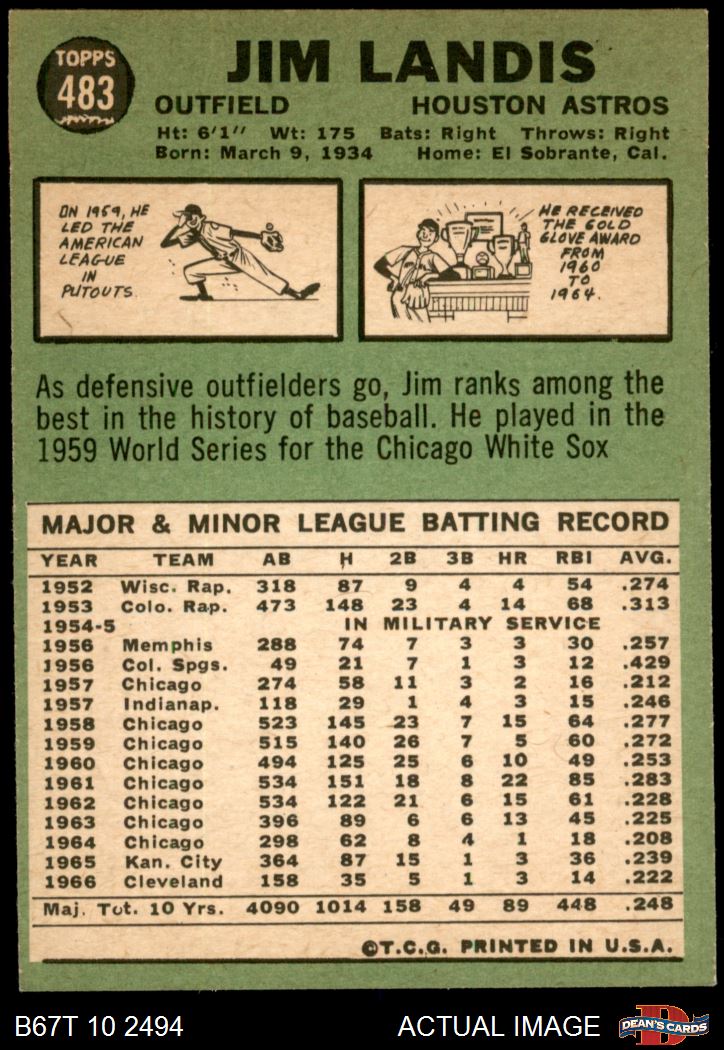 TOPPS
483
JIM LANDIS
OUTFIELD HOUSTON ASTROS
Ht: 6'1" Wt: 175 Bats: Right Throws: Right
Born: March 9, 1934 Home: El Sobrante, Cal.
ON 1959, HE
LED THE
AMERICAN
LEAGUE
IN
PUTOUTS.
HE RECEIVED
THE GOLD
GLOVE AWARD
FROM
1960
TO
1964.
As defensive outfielders go, Jim ranks among the
best in the history of baseball. He played in the
1959 World Series for the Chicago White Sox
MAJOR & MINOR LEAGUE BATTING RECORD
YEAR TEAM AB H 2B 3B HR RBI AVG.
1952 Wisc. Rap. 318 87 9 4 4 54 .274
1953 Colo. Rap. 473 148 23 4 14 68 .313
1954-5 IN MILITARY SERVICE
1956 Memphis 288 74 7 3 3 30 .257
1956 Col. Spgs. 49 21 7 1 3 12 .429
1957 Chicago 274 58 11 3 2 16 .212
1957 Indianap. 118 29 1 4 3 15 .246
1958 Chicago 523 145 23 7 15 64 .277
1959 Chicago 515 140 26 7 5 60 .272
1960 Chicago 494 125 25 6 10 49 .253
1961 Chicago 534 151 18 8 22 85 .283
1962 Chicago 534 122 21 6 15 61 .228
1963 Chicago 396 89 6 6 13 45 .225
1964 Chicago 298 62 8 4 1 18 .208
1965 Kan. City 364 87 15 1 3 36 .239
1966 Cleveland 158 35 5 1 3 14 .222
Maj. Tot. 10 Yrs. 4090 1014 158 49 89 448 .248
©T.C.G. PRINTED IN U.S.A.
B67T 10 2494 ACTUAL IMAGE
D
DEAN'S CARDS